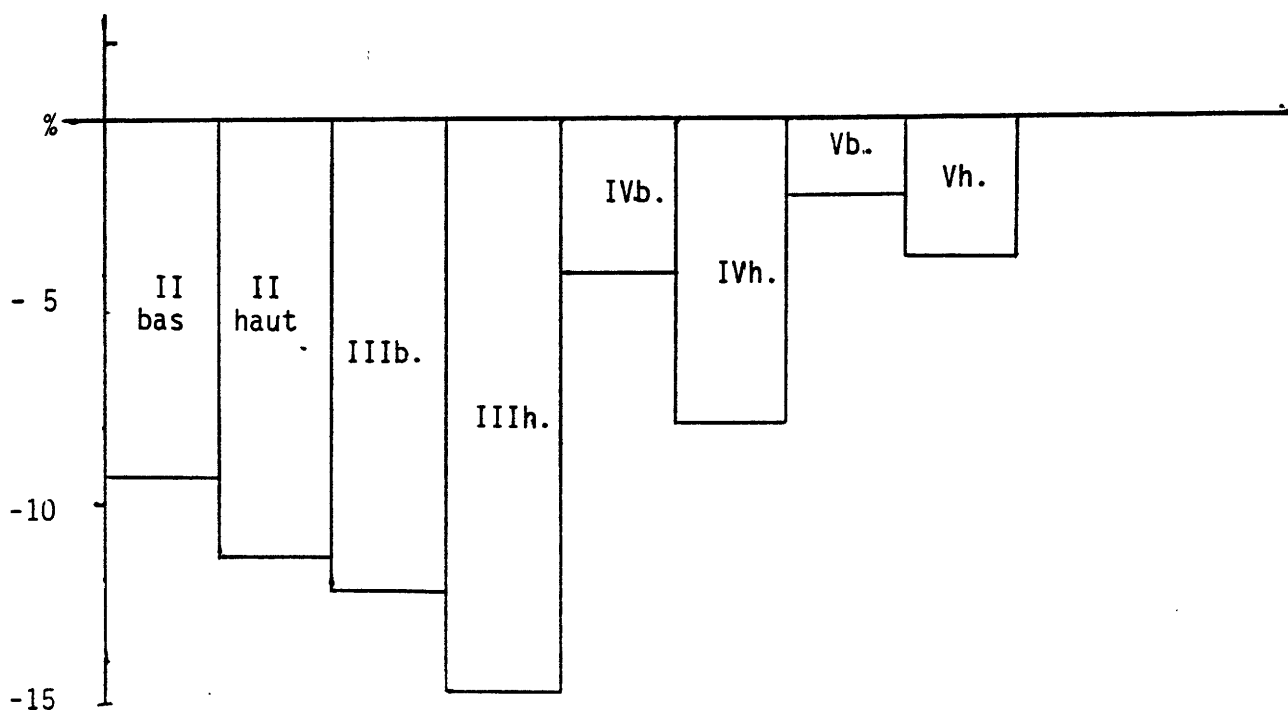 %
Vb.
Vh.
IVb.
IVh.
II
bas
II
haut
- 5
IIIb.
IIIh.
-10
-15